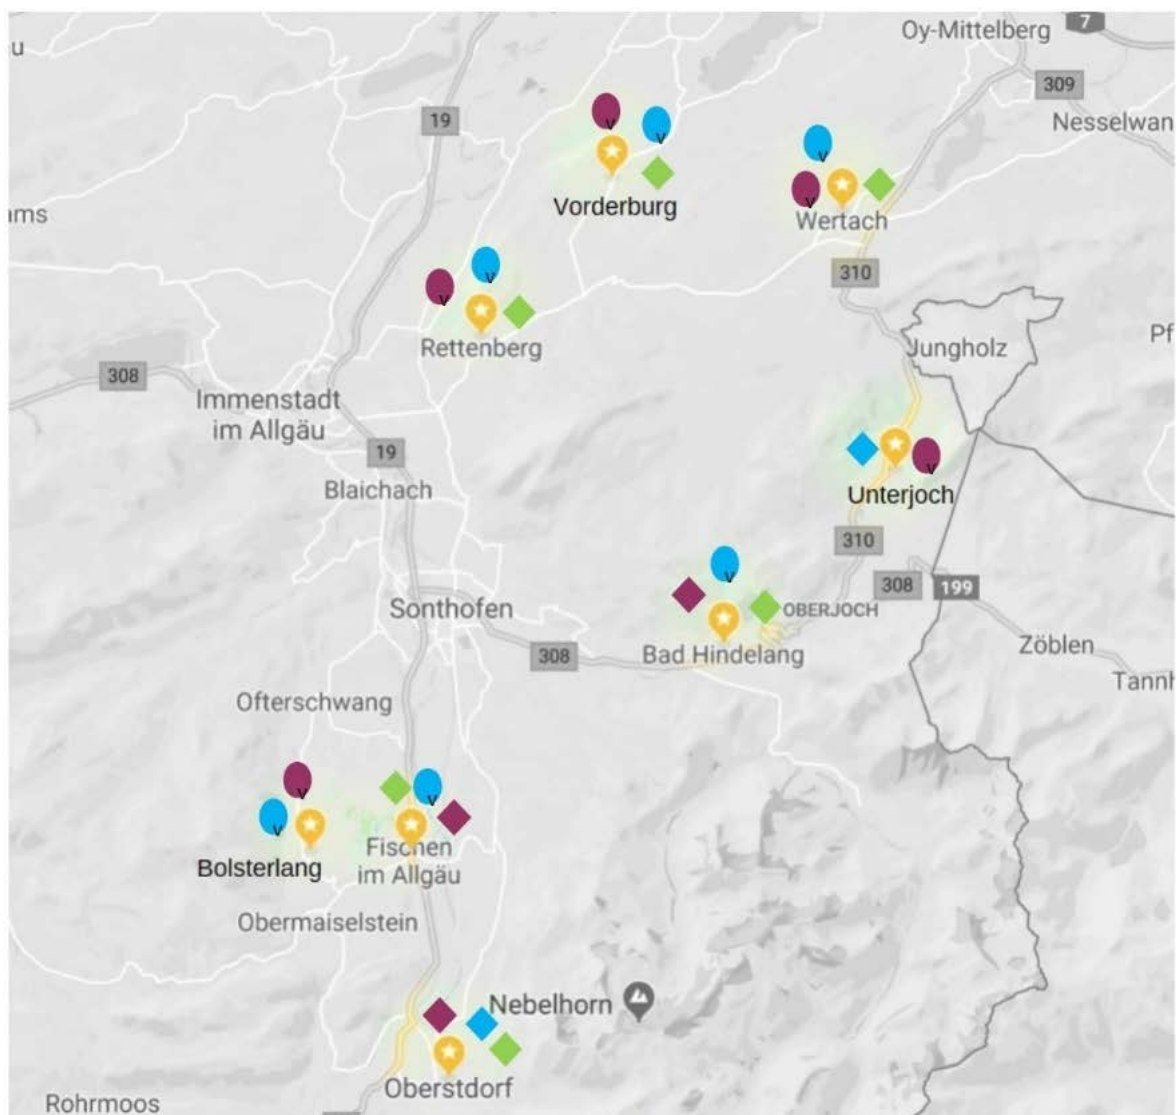 u
Oy-Mittelberg
7
309
Nesselwan
19
v
v
v
v
ams
Vorderburg
Wertach
310
v
v
Rettenberg
Jungholz
Pf
308
Immenstadt
im Allgäu
19
Blaichach
v
Unterjoch
310
308
199
v
Sonthofen
OBERJOCH
308
Bad Hindelang
Zöblen
Tannh
Ofterschwang
v
v
v
Bolsterlang
Fischen
im Allgäu
Obermaiselstein
Nebelhorn
Oberstdorf
Rohrmoos